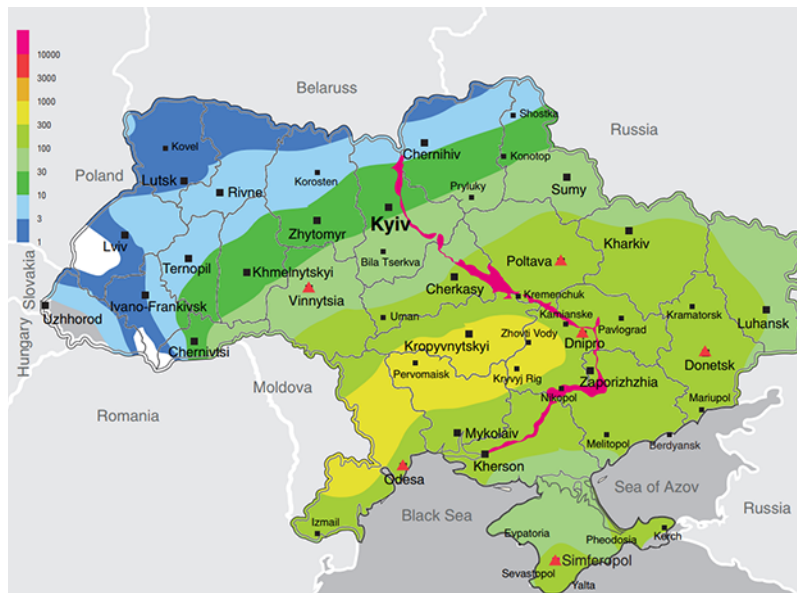 10000
3000
1000
300
100
30
10
3
1
Belaruss
Russia
Poland
Slovakia
Hungary
Romania
Moldova
Black Sea
Sea of Azov
Russia
Shostka
Kovel
Chernihiv
Konotop
Lutsk
Rivne
Korosten
Pryluky
Sumy
Kyiv
Lviv
Zhytomyr
Kharkiv
Ternopil
Khmelnytskyi
Bila Tserkva
Poltava
Vinnytsia
Cherkasy
Kremenchuk
Ivano-Frankivsk
Uzhhorod
Uman
Kamianske
Pavlograd
Kramatorsk
Luhansk
Chernivtsi
Kropyvnytskyi
Zhovti Vody
Dnipro
Donetsk
Pervomaisk
Kryvyj Rig
Zaporizhzhia
Nikopol
Mariupol
Mykolaiv
Melitopol
Berdyansk
Kherson
Odesa
Izmail
Evpatoria
Pheodosia
Kerch
Simferopol
Sevastopol
Yalta